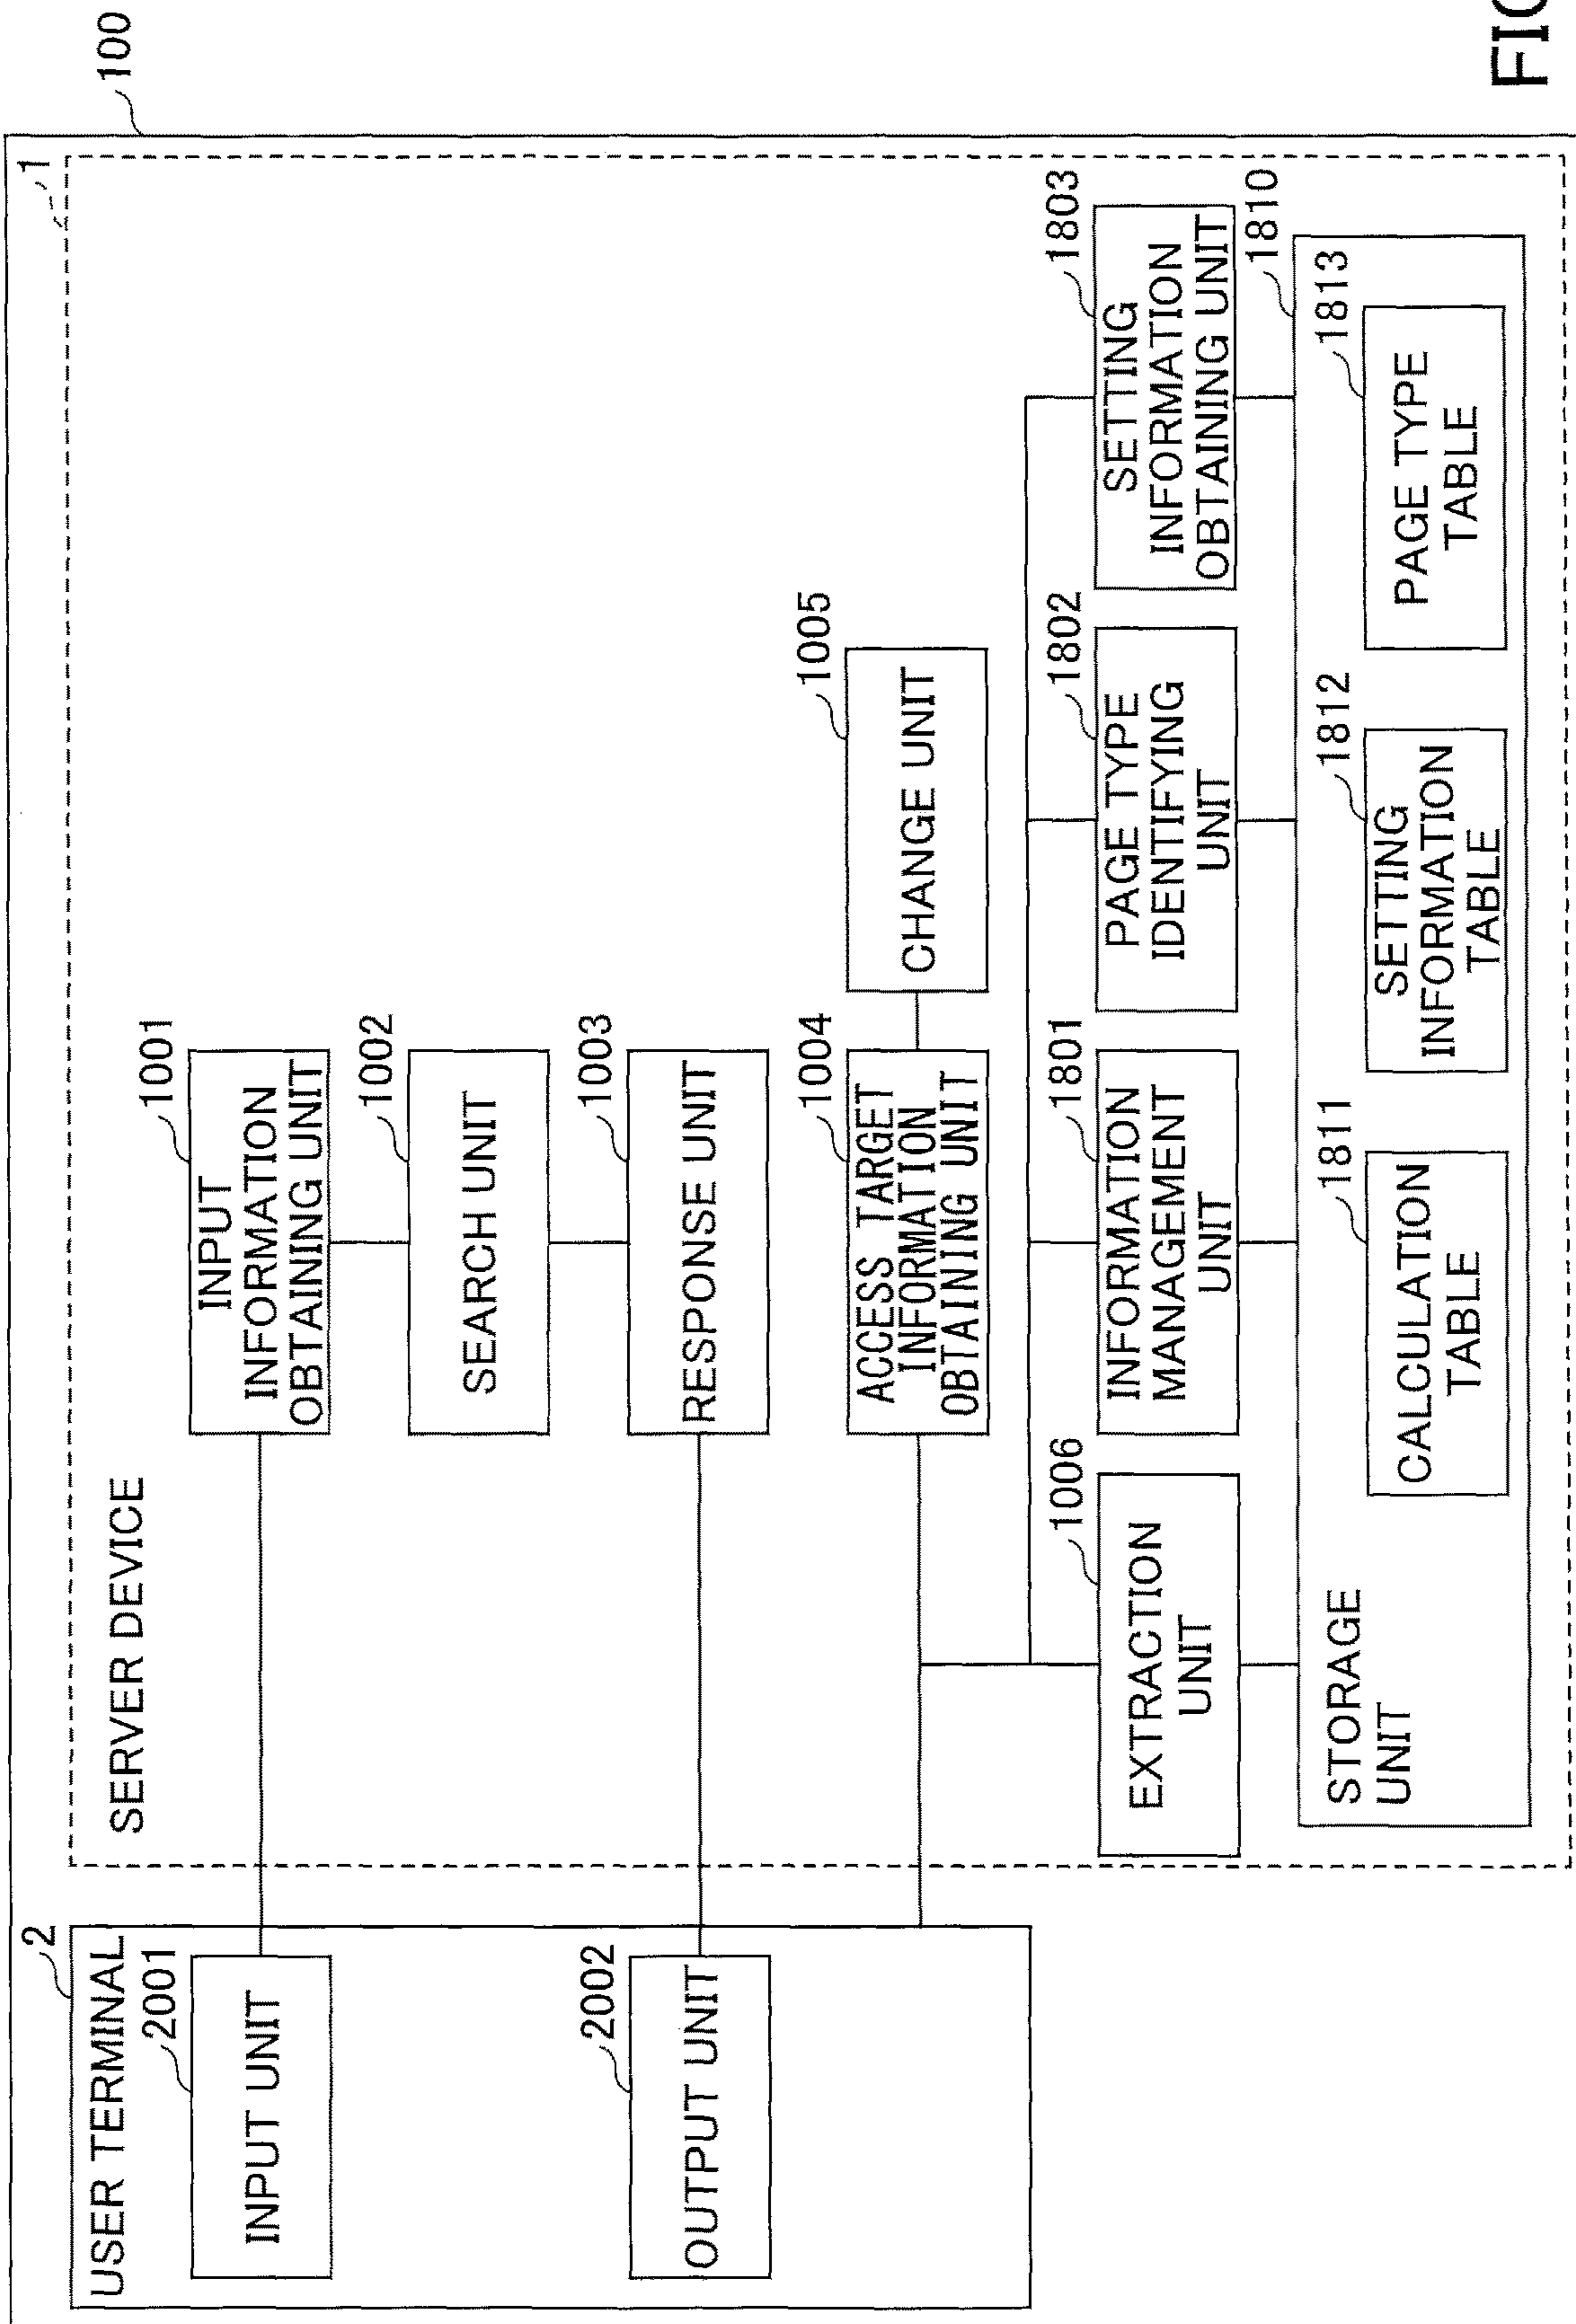 100
1
2
USER TERMINAL
2001
INPUT UNIT
2002
OUTPUT UNIT
SERVER DEVICE
1001
INPUT
INFORMATION
OBTAINING UNIT
1002
SEARCH UNIT
1003
RESPONSE UNIT
1004
ACCESS TARGET
INFORMATION
OBTAINING UNIT
1005
CHANGE UNIT
1006
EXTRACTION
UNIT
1801
INFORMATION
MANAGEMENT
UNIT
1802
PAGE TYPE
IDENTIFYING
UNIT
1803
SETTING
INFORMATION
OBTAINING UNIT
1810
STORAGE
UNIT
1811
CALCULATION
TABLE
1812
SETTING
INFORMATION
TABLE
1813
PAGE TYPE
TABLE